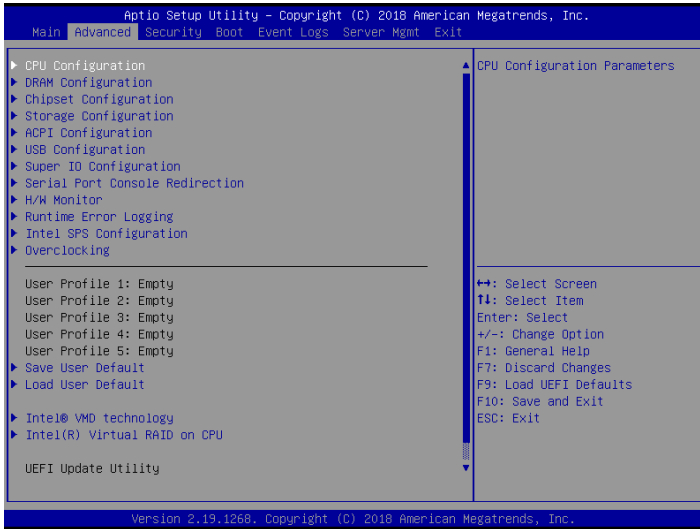 Aptio Setup Utility – Copyright (C) 2018 American Megatrends, Inc.
Main Advanced Security Boot Event Logs Server Mgmt Exit
CPU Configuration
DRAM Configuration
Chipset Configuration
Storage Configuration
ACPI Configuration
USB Configuration
Super IO Configuration
Serial Port Console Redirection
H/W Monitor
Runtime Error Logging
Intel SPS Configuration
Overclocking
User Profile 1: Empty
User Profile 2: Empty
User Profile 3: Empty
User Profile 4: Empty
User Profile 5: Empty
Save User Default
Load User Default
Intel® VMD technology
Intel(R) Virtual RAID on CPU
UEFI Update Utility
CPU Configuration Parameters
↔: Select Screen
↑↓: Select Item
Enter: Select
+/-: Change Option
F1: General Help
F7: Discard Changes
F9: Load UEFI Defaults
F10: Save and Exit
ESC: Exit
Version 2.19.1268. Copyright (C) 2018 American Megatrends, Inc.